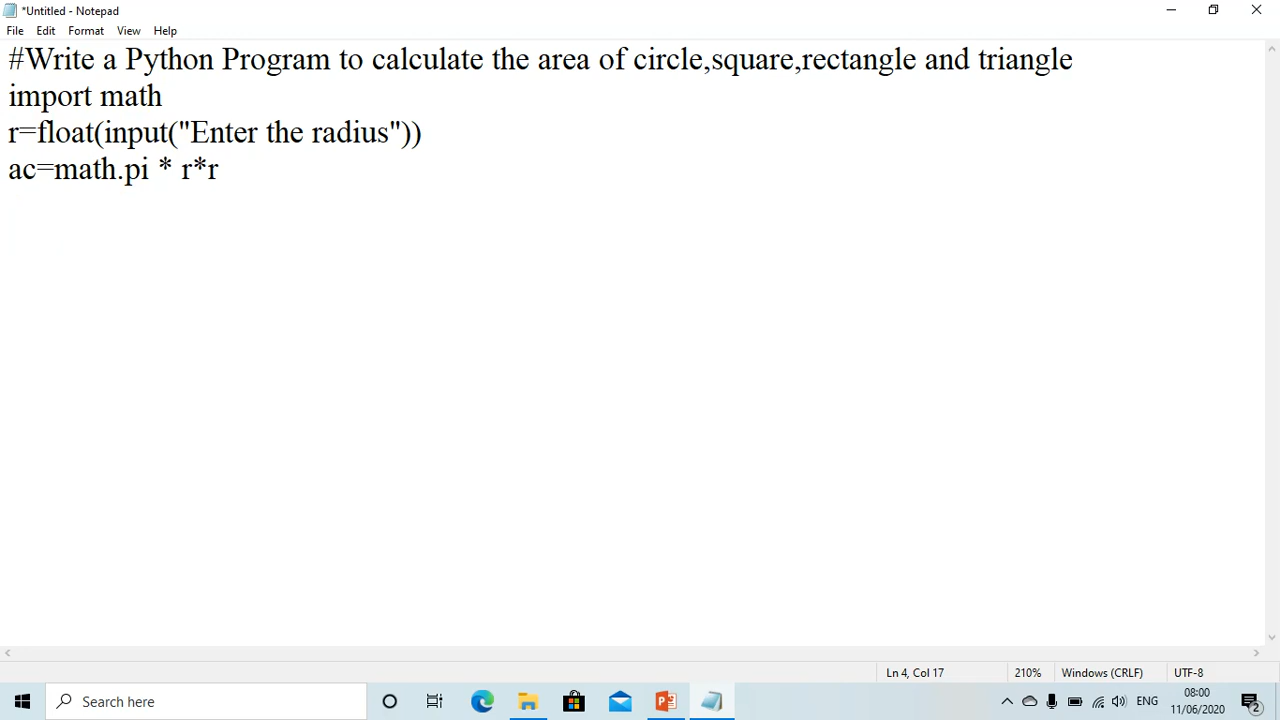 *Untitled - Notepad
File Edit Format View Help
#Write a Python Program to calculate the area of circle,square,rectangle and triangle
import math
r=float(input("Enter the radius"))
ac=math.pi * r*r
Ln 4, Col 17 210% Windows (CRLF) UTF-8
Search here
ENG
08:00
11/06/2020
2